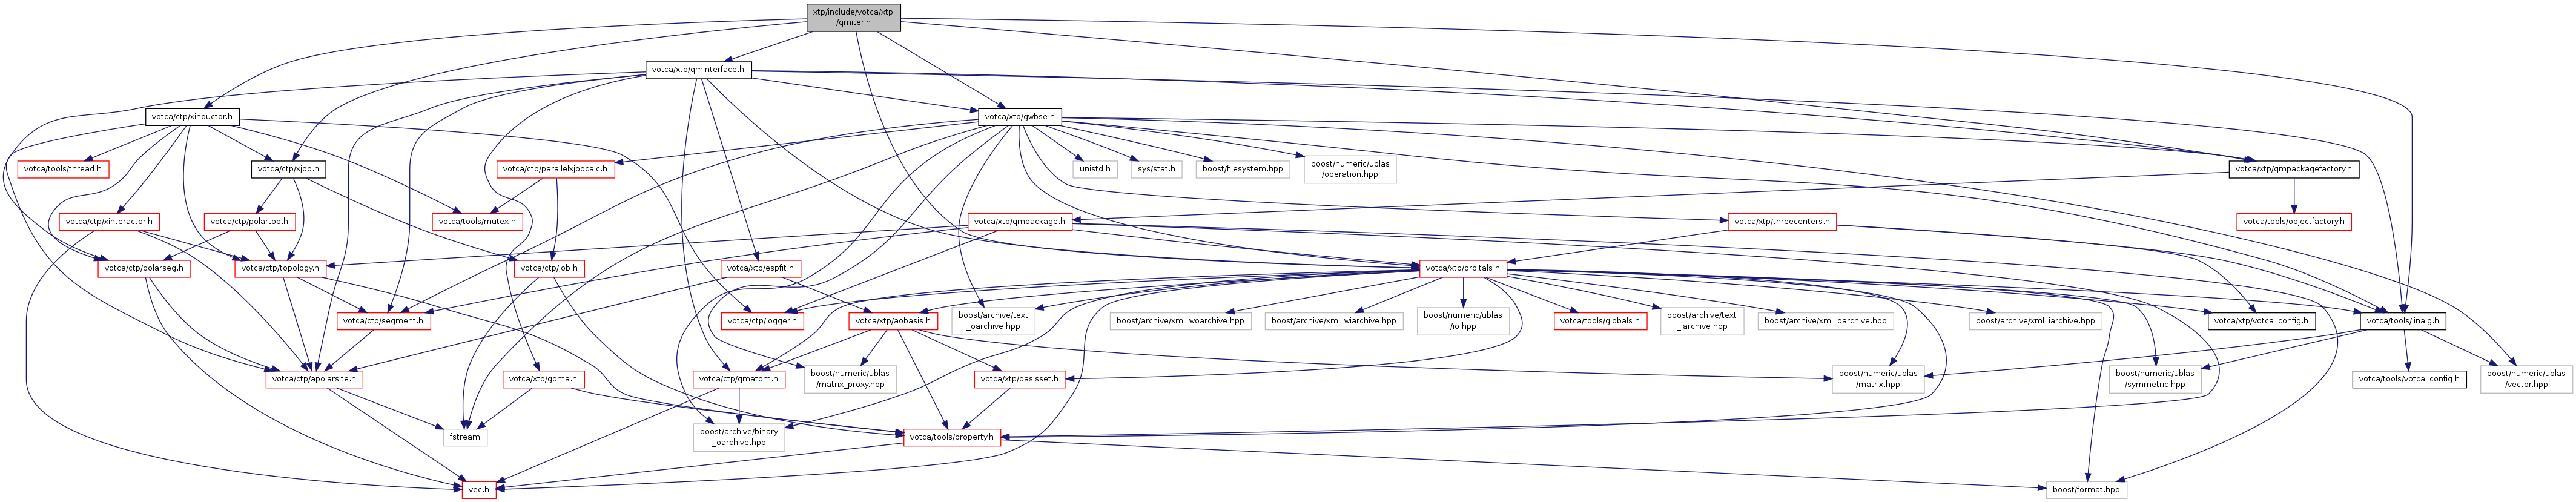 xtp/include/votca/xtp
/qmiter.h
votca/xtp/qminterface.h
votca/ctp/xinductor.h
votca/xtp/gwbse.h
votca/tools/thread.h
votca/ctp/xjob.h
votca/ctp/parallelxjobcalc.h
unistd.h
sys/stat.h
boost/filesystem.hpp
boost/numeric/ublas
/operation.hpp
votca/xtp/qmpackagefactory.h
votca/ctp/xinteractor.h
votca/ctp/polartop.h
votca/tools/mutex.h
votca/xtp/qmpackage.h
votca/xtp/threecenters.h
votca/tools/objectfactory.h
votca/ctp/polarseg.h
votca/ctp/topology.h
votca/ctp/job.h
votca/xtp/espfit.h
votca/xtp/orbitals.h
votca/ctp/segment.h
votca/ctp/logger.h
votca/xtp/aobasis.h
boost/archive/text
_oarchive.hpp
boost/archive/xml_woarchive.hpp
boost/archive/xml_wiarchive.hpp
boost/numeric/ublas
/io.hpp
votca/tools/globals.h
boost/archive/text
_iarchive.hpp
boost/archive/xml_oarchive.hpp
boost/archive/xml_iarchive.hpp
votca/xtp/votca_config.h
votca/tools/linalg.h
votca/ctp/apolarsite.h
votca/xtp/gdma.h
votca/ctp/qmatom.h
boost/numeric/ublas
/matrix_proxy.hpp
votca/xtp/basisset.h
boost/numeric/ublas
/matrix.hpp
boost/numeric/ublas
/symmetric.hpp
votca/tools/votca_config.h
boost/numeric/ublas
/vector.hpp
fstream
boost/archive/binary
_oarchive.hpp
votca/tools/property.h
vec.h
boost/format.hpp